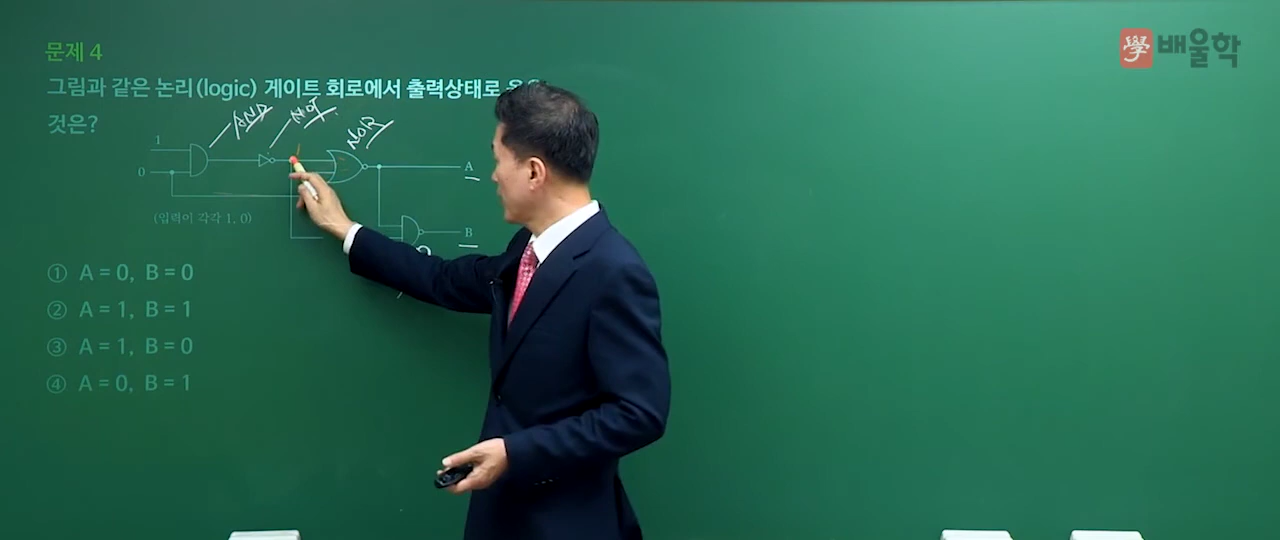 學 배울학
문제 4
그림과 같은 논리(logic) 게이트 회로에서 출력상태로
것은?
AND NOT NOR
1
0
A
B
(입력이 각각 1, 0)
① A = 0, B = 0
② A = 1, B = 1
③ A = 1, B = 0
④ A = 0, B = 1